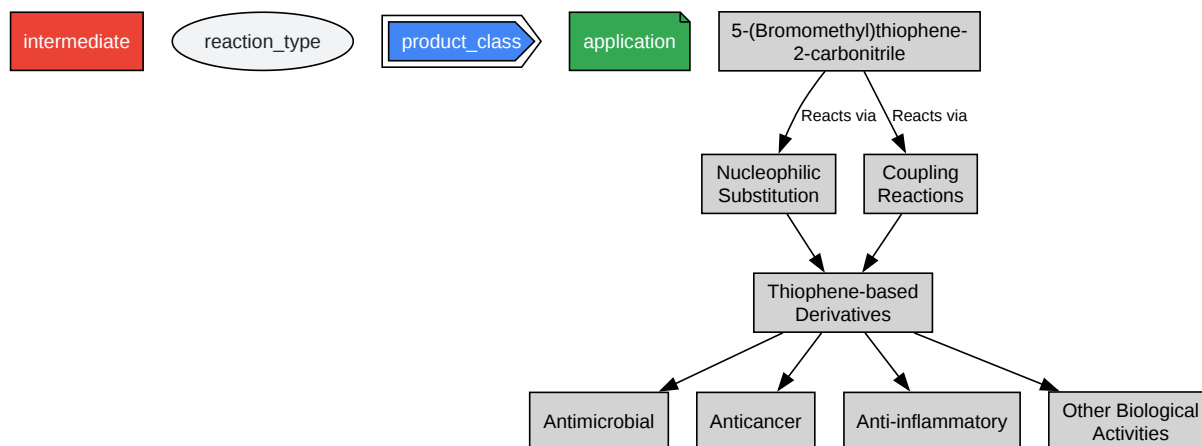 intermediate
reaction_type
product_class
application
5-(Bromomethyl)thiophene-
2-carbonitrile
Reacts via
Reacts via
Nucleophilic
Substitution
Coupling
Reactions
Thiophene-based
Derivatives
Antimicrobial
Anticancer
Anti-inflammatory
Other Biological
Activities